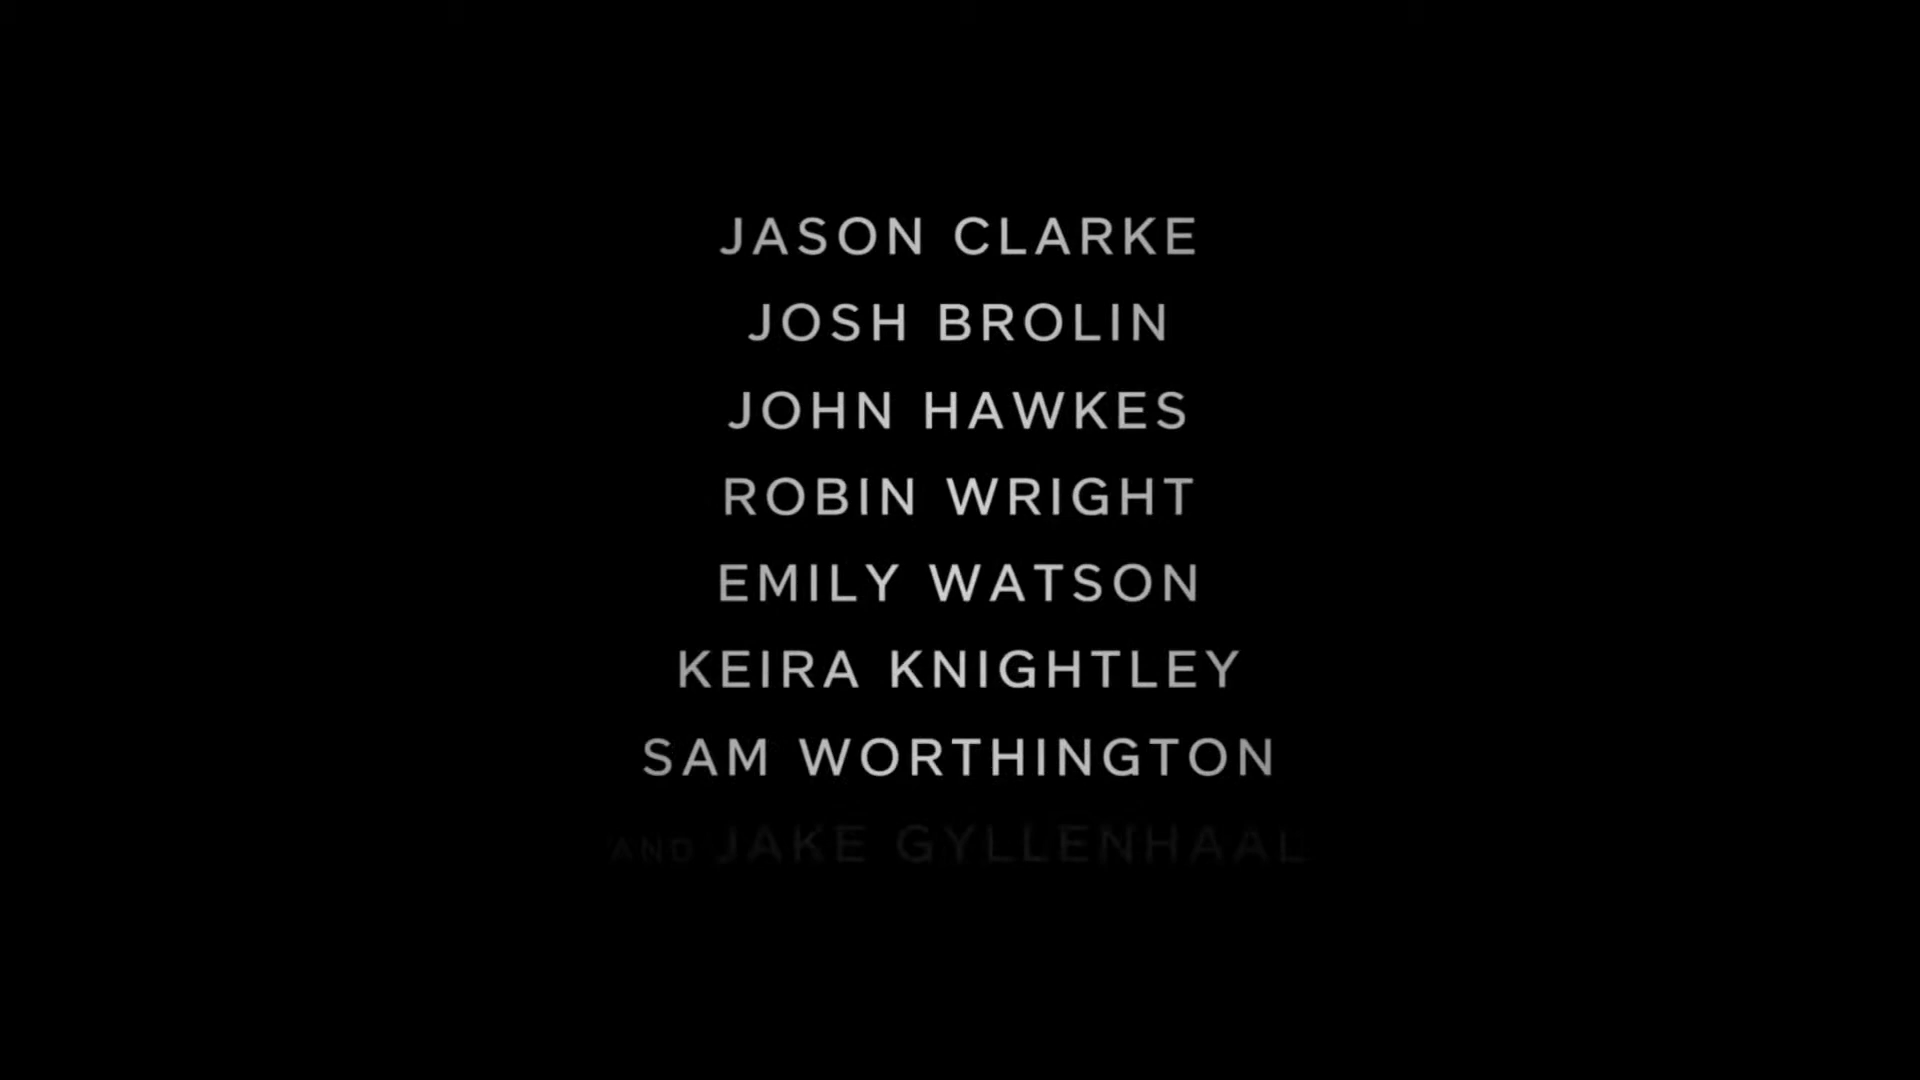 JASON CLARKE
JOSH BROLIN
JOHN HAWKES
ROBIN WRIGHT
EMILY WATSON
KEIRA KNIGHTLEY
SAM WORTHINGTON
AND JAKE GYLLENHAAL